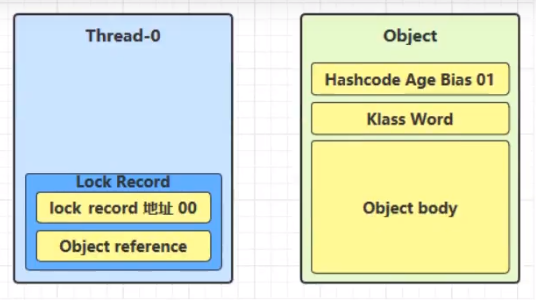 Thread-0
Lock Record
lock record 地址 00
Object reference
Object
Hashcode Age Bias 01
Klass Word
Object body